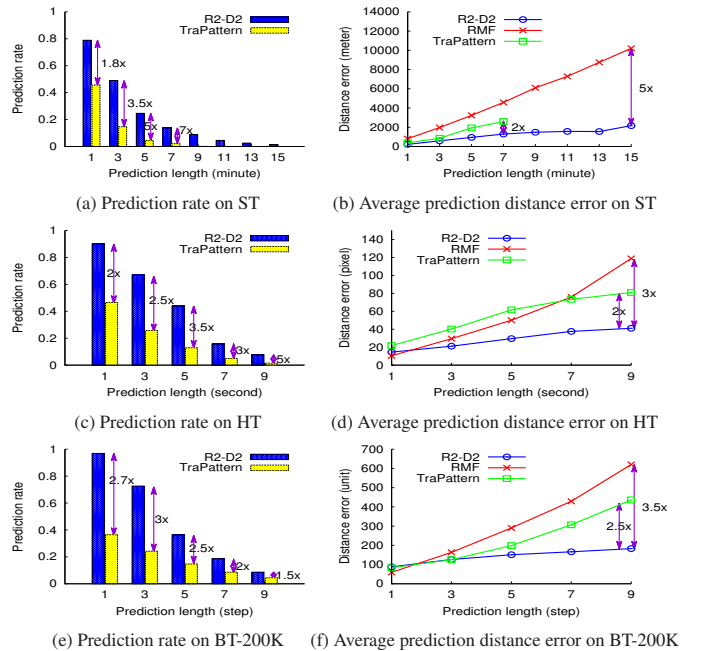 R2-D2
TraPattern
Prediction rate
1
0.8
0.6
0.4
0.2
0
1.8x
3.5x
5x
7x
1 3 5 7 9 11 13 15
Prediction length (minute)
(a) Prediction rate on ST
R2-D2
RMF
TraPattern
Distance error (meter)
14000
12000
10000
8000
6000
4000
2000
0
2x
5x
1 3 5 7 9 11 13 15
Prediction length (minute)
(b) Average prediction distance error on ST
R2-D2
TraPattern
Prediction rate
1
0.8
0.6
0.4
0.2
0
2x
2.5x
3.5x
3x
5x
1 3 5 7 9
Prediction length (second)
(c) Prediction rate on HT
R2-D2
RMF
TraPattern
Distance error (pixel)
140
120
100
80
60
40
20
0
2x
3x
1 3 5 7 9
Prediction length (second)
(d) Average prediction distance error on HT
R2-D2
TraPattern
Prediction rate
1
0.8
0.6
0.4
0.2
0
2.7x
3x
2.5x
2x
1.5x
1 3 5 7 9
Prediction length (step)
(e) Prediction rate on BT-200K
R2-D2
RMF
TraPattern
Distance error (unit)
700
600
500
400
300
200
100
0
2.5x
3.5x
1 3 5 7 9
Prediction length (step)
(f) Average prediction distance error on BT-200K